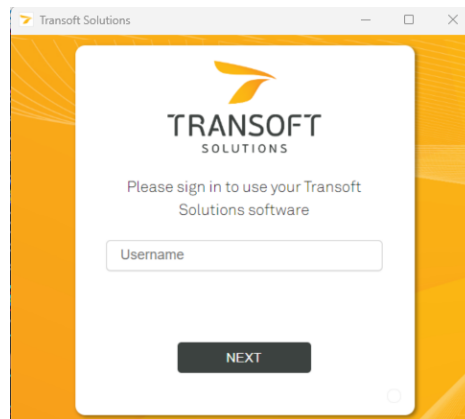 Transoft Solutions
TRANSOFT
SOLUTIONS
Please sign in to use your Transoft
Solutions software
Username
NEXT